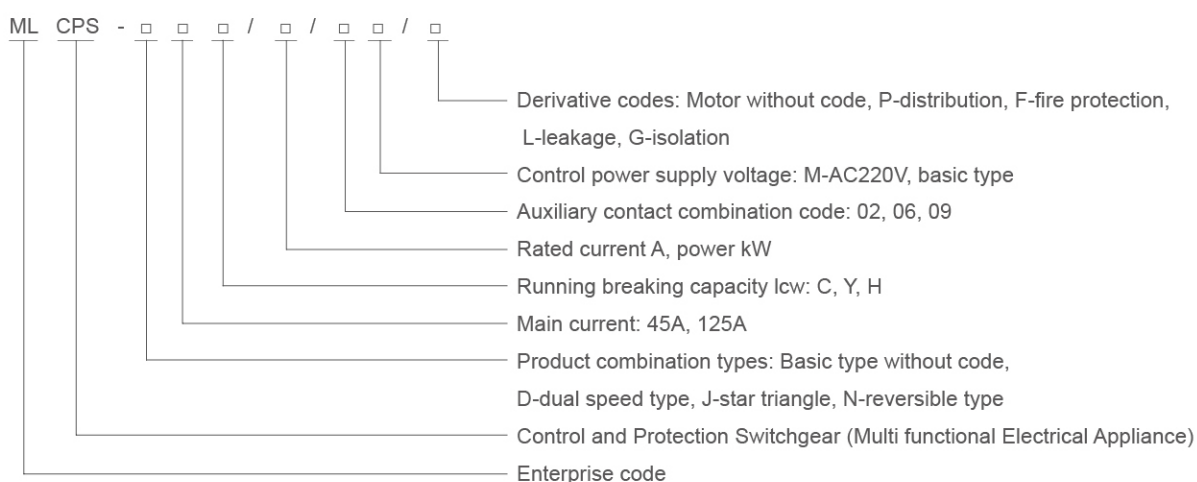 ML CPS - □ □ □ / □ / □ □ / □
Derivative codes: Motor without code, P-distribution, F-fire protection,
L-leakage, G-isolation
Control power supply voltage: M-AC220V, basic type
Auxiliary contact combination code: 02, 06, 09
Rated current A, power kW
Running breaking capacity Icw: C, Y, H
Main current: 45A, 125A
Product combination types: Basic type without code,
D-dual speed type, J-star triangle, N-reversible type
Control and Protection Switchgear (Multi functional Electrical Appliance)
Enterprise code